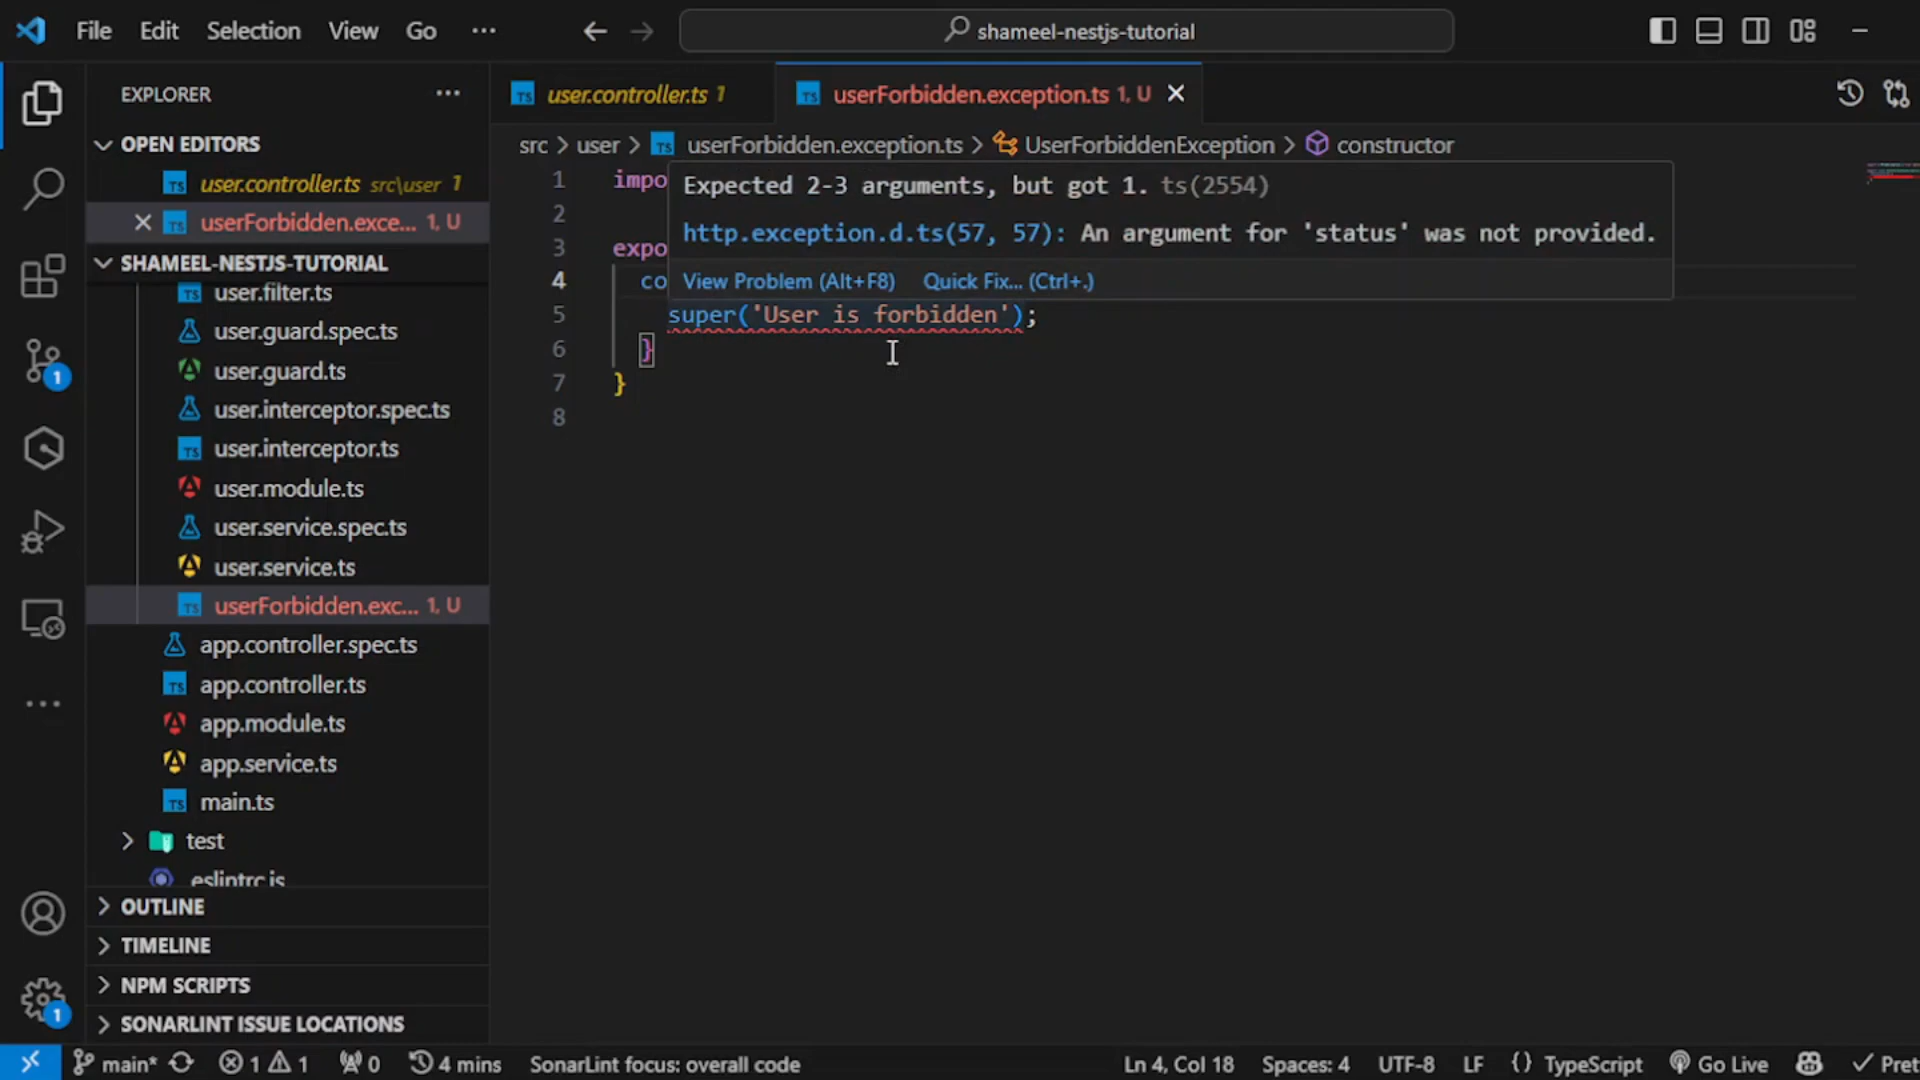 File Edit Selection View Go ···
shameel-nestjs-tutorial
EXPLORER ···
OPEN EDITORS
user.controller.ts src\user 1
userForbidden.exce... 1, U
SHAMEEL-NESTJS-TUTORIAL
user.filter.ts
user.guard.spec.ts
user.guard.ts
user.interceptor.spec.ts
user.interceptor.ts
user.module.ts
user.service.spec.ts
user.service.ts
userForbidden.exc... 1, U
app.controller.spec.ts
app.controller.ts
app.module.ts
app.service.ts
main.ts
test
.eslintrc.js
OUTLINE
TIMELINE
NPM SCRIPTS
SONARLINT ISSUE LOCATIONS
1
1
user.controller.ts 1
userForbidden.exception.ts 1, U
src > user > TS userForbidden.exception.ts > UserForbiddenException > constructor
1 impo
Expected 2-3 arguments, but got 1. ts(2554)
2
http.exception.d.ts(57, 57): An argument for 'status' was not provided.
3 expo
View Problem (Alt+F8) Quick Fix... (Ctrl+.)
4 co
5 super('User is forbidden');
6 }
7 }
8
main* 1 1 0 4 mins SonarLint focus: overall code Ln 4, Col 18 Spaces: 4 UTF-8 LF {} TypeScript Go Live Pret